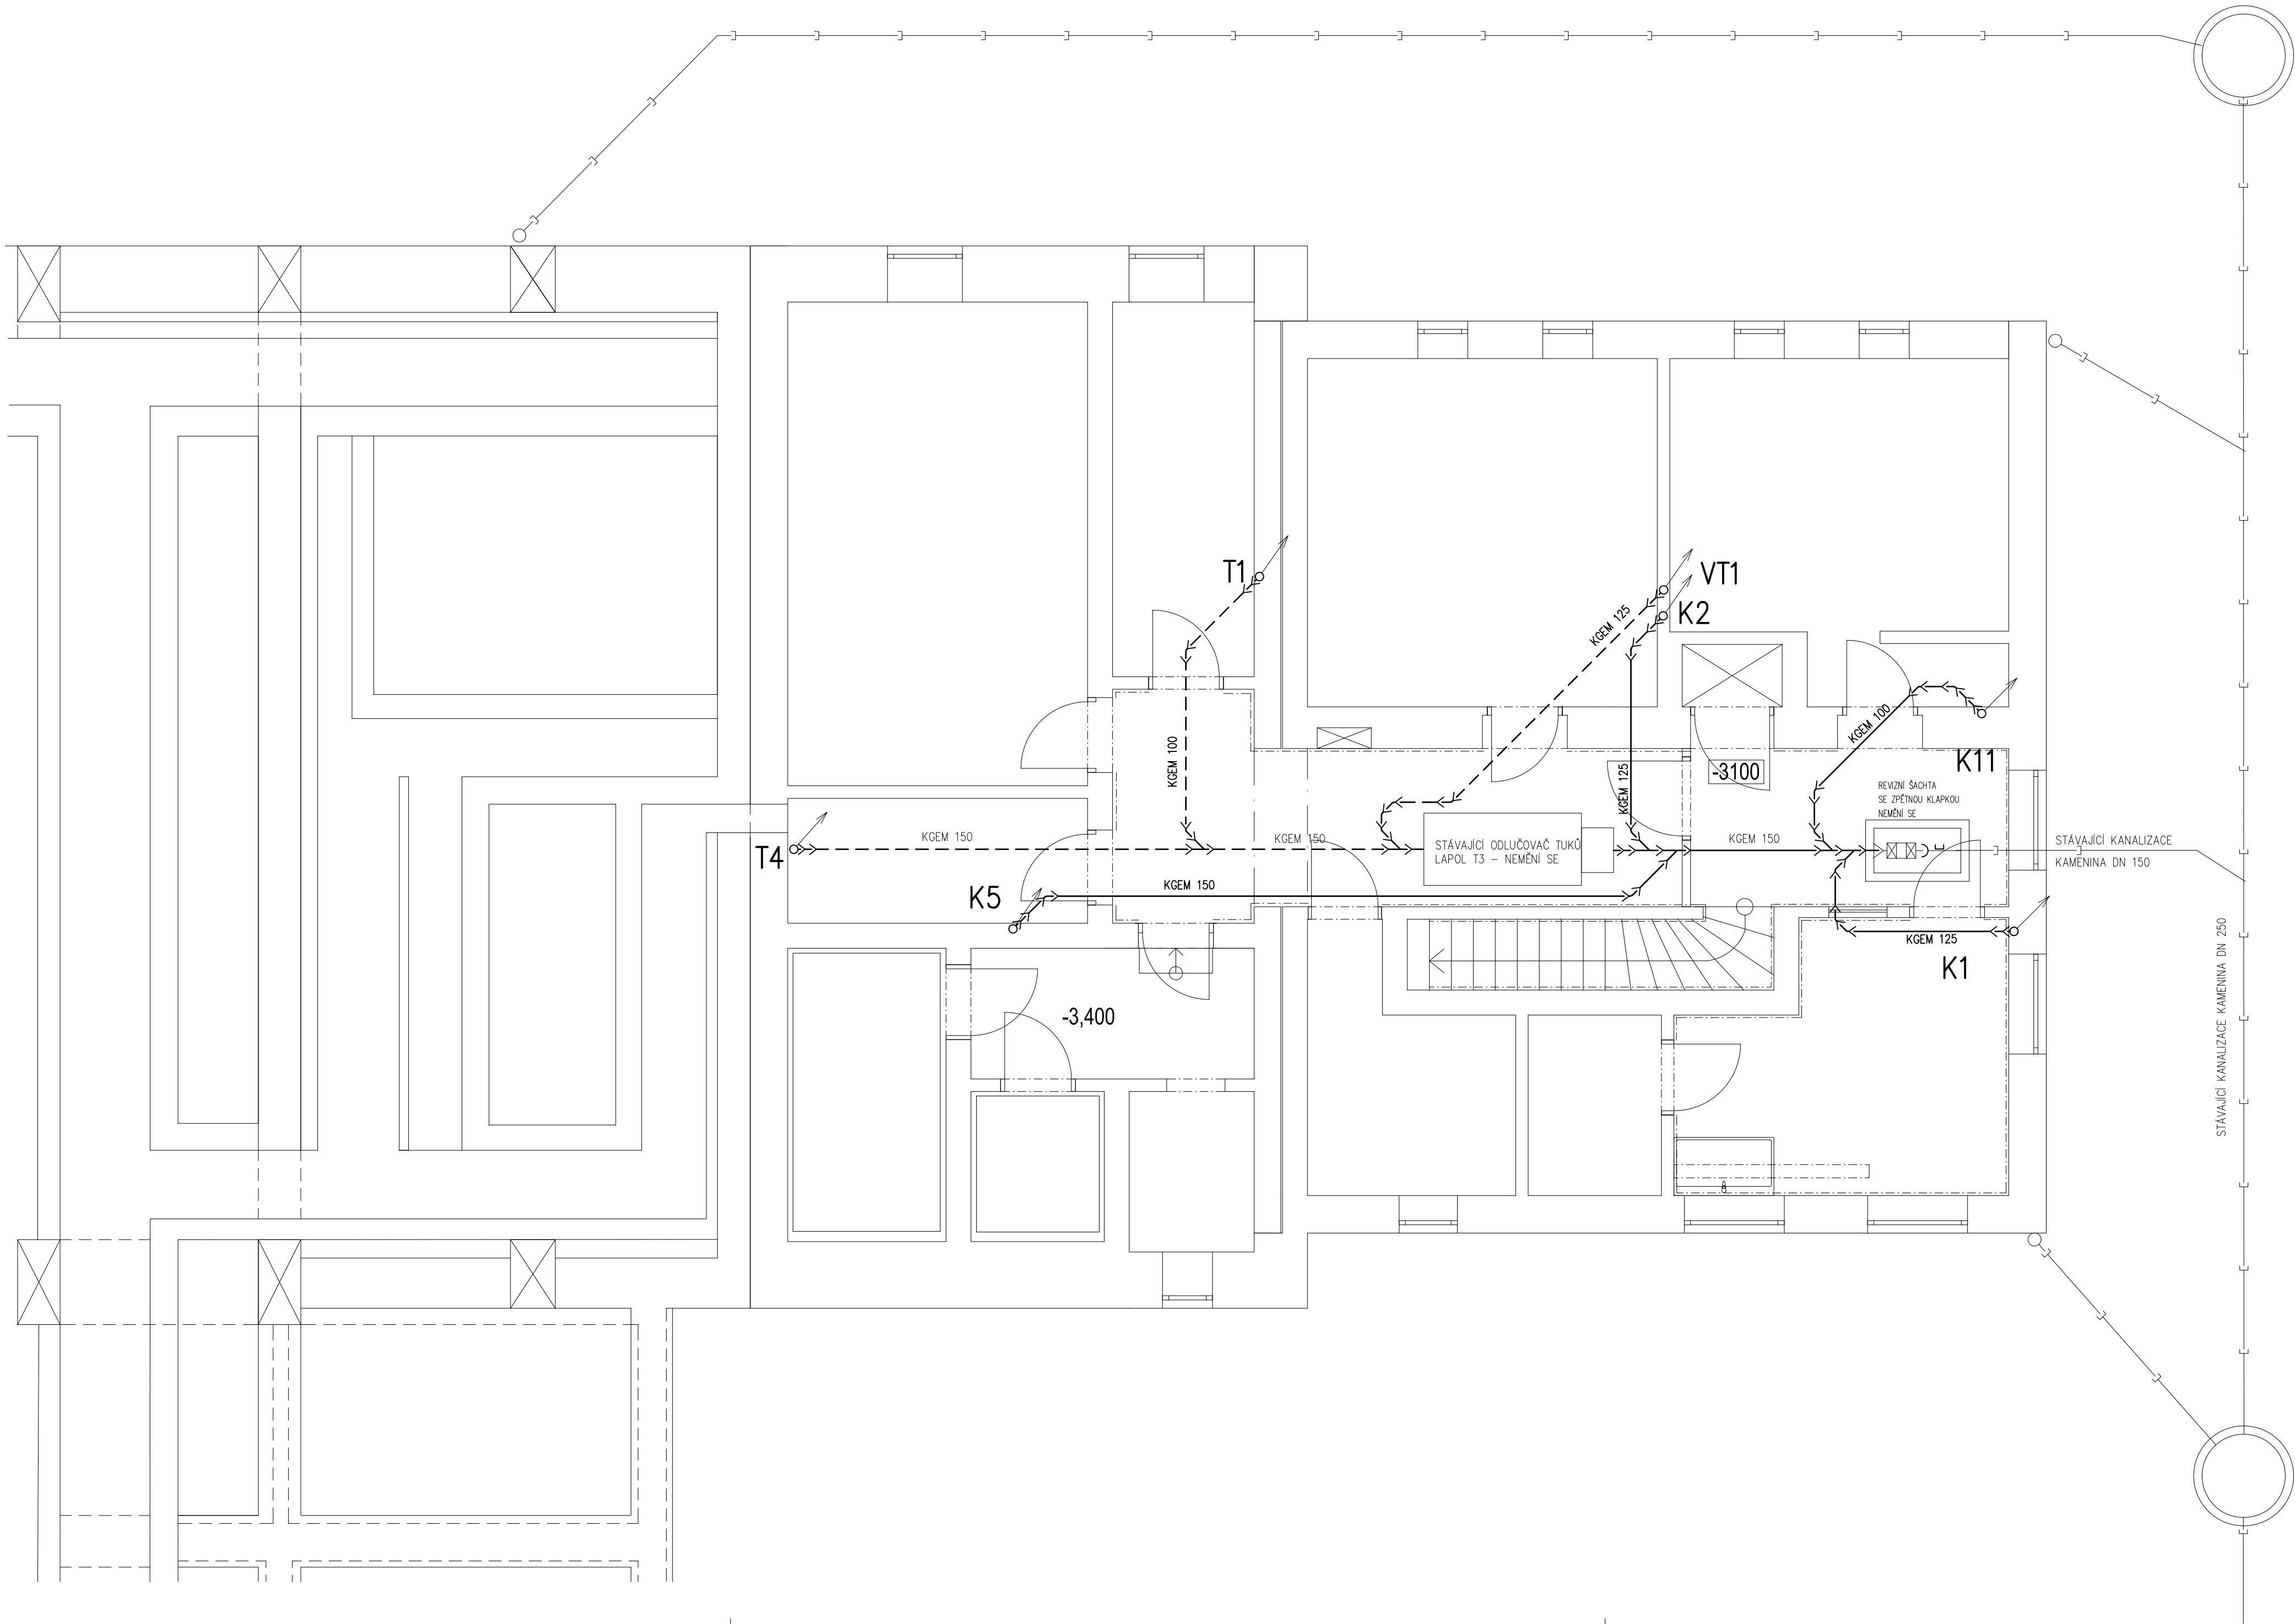 T1
VT1
KGEM 125
K2
KGEM 100
KGEM 100
KGEM 125
-3100
K11
REVIZNÍ ŠACHTA
SE ZPĚTNOU KLAPKOU
NEMĚNÍ SE
T4
KGEM 150
KGEM 150
STÁVAJÍCÍ ODLUČOVAČ TUKŮ
LAPOL T3 – NEMĚNÍ SE
KGEM 150
STÁVAJÍCÍ KANALIZACE
KAMENINA DN 150
K5
KGEM 150
KGEM 125
K1
-3,400
STÁVAJÍCÍ KANALIZACE KAMENINA DN 250